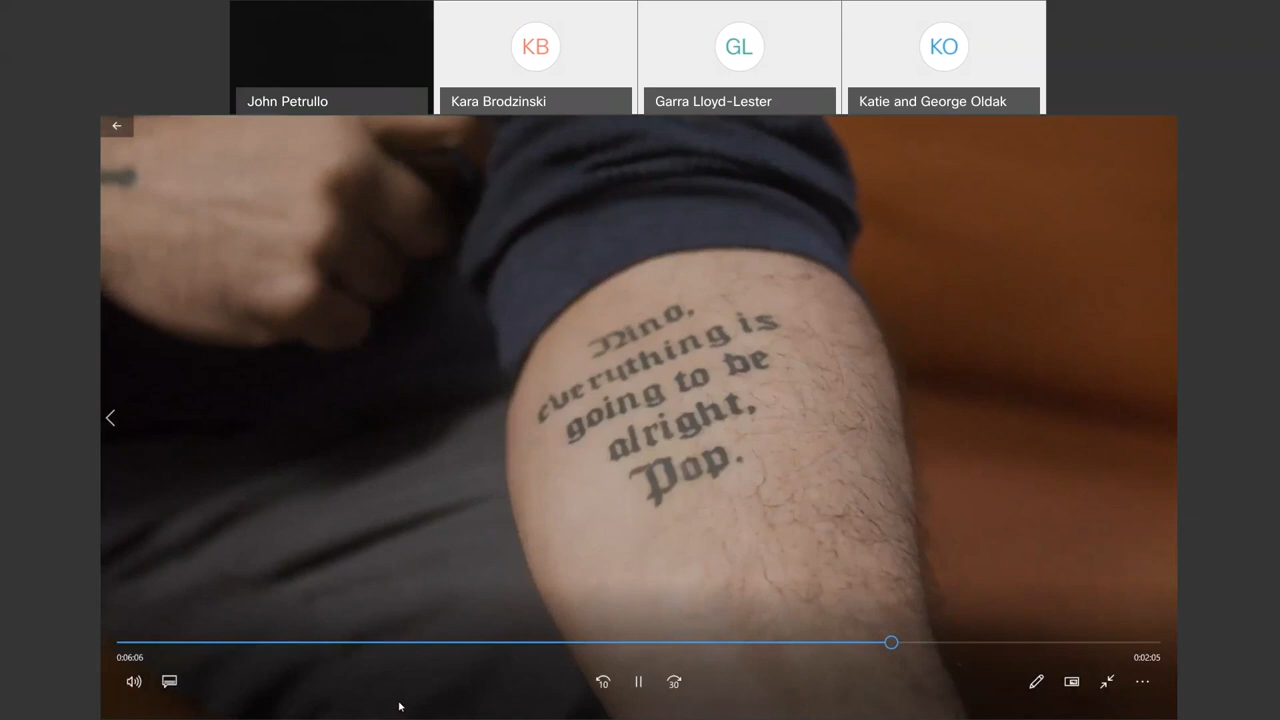 KB
GL
KO
John Petrullo
Kara Brodzinski
Garra Lloyd-Lester
Katie and George Oldak
Nino,
everything is
going to be
alright,
Pop.
0:06:06
0:02:05
10
30